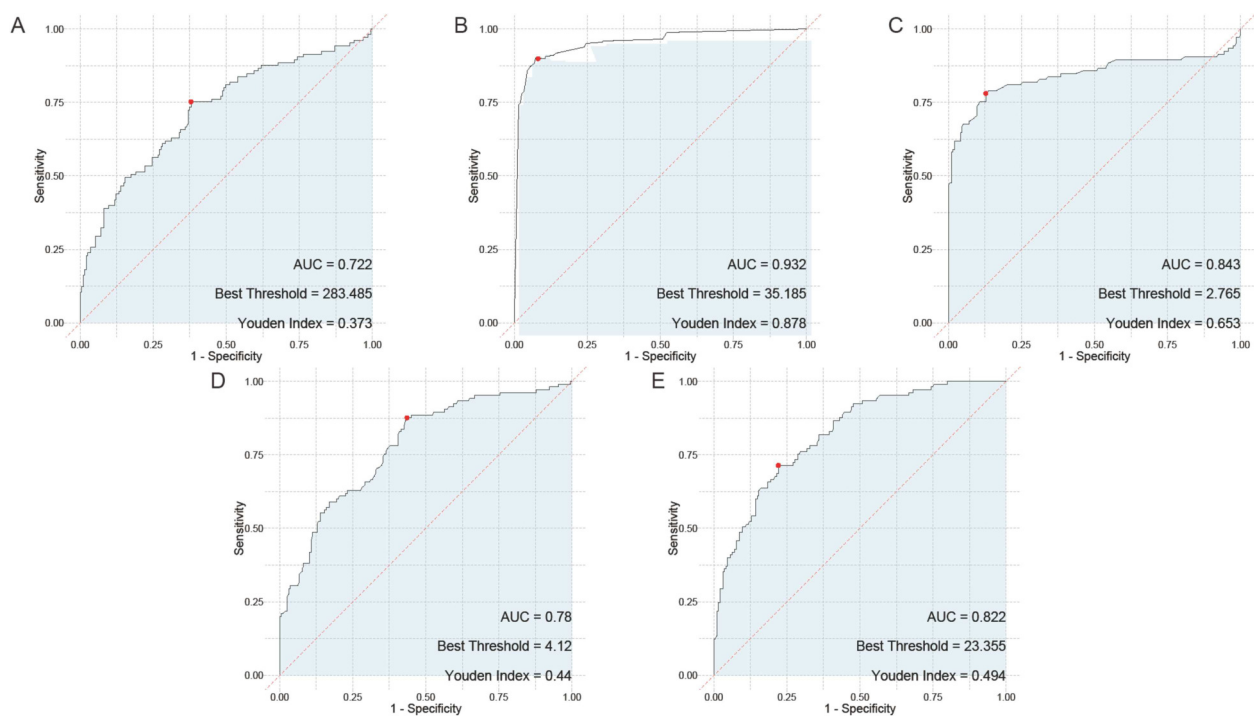 A
1.00
0.75
0.50
0.25
0.00
Sensitivity
AUC = 0.722
Best Threshold = 283.485
Youden Index = 0.373
0.00 0.25 0.50 0.75 1.00
1 - Specificity
B
1.00
0.75
0.50
0.25
0.00
Sensitivity
AUC = 0.932
Best Threshold = 35.185
Youden Index = 0.878
0.00 0.25 0.50 0.75 1.00
1 - Specificity
C
1.00
0.75
0.50
0.25
0.00
Sensitivity
AUC = 0.843
Best Threshold = 2.765
Youden Index = 0.653
0.00 0.25 0.50 0.75 1.00
1 - Specificity
D
1.00
0.75
0.50
0.25
0.00
Sensitivity
AUC = 0.78
Best Threshold = 4.12
Youden Index = 0.44
0.00 0.25 0.50 0.75 1.00
1 - Specificity
E
1.00
0.75
0.50
0.25
0.00
Sensitivity
AUC = 0.822
Best Threshold = 23.355
Youden Index = 0.494
0.00 0.25 0.50 0.75 1.00
1 - Specificity